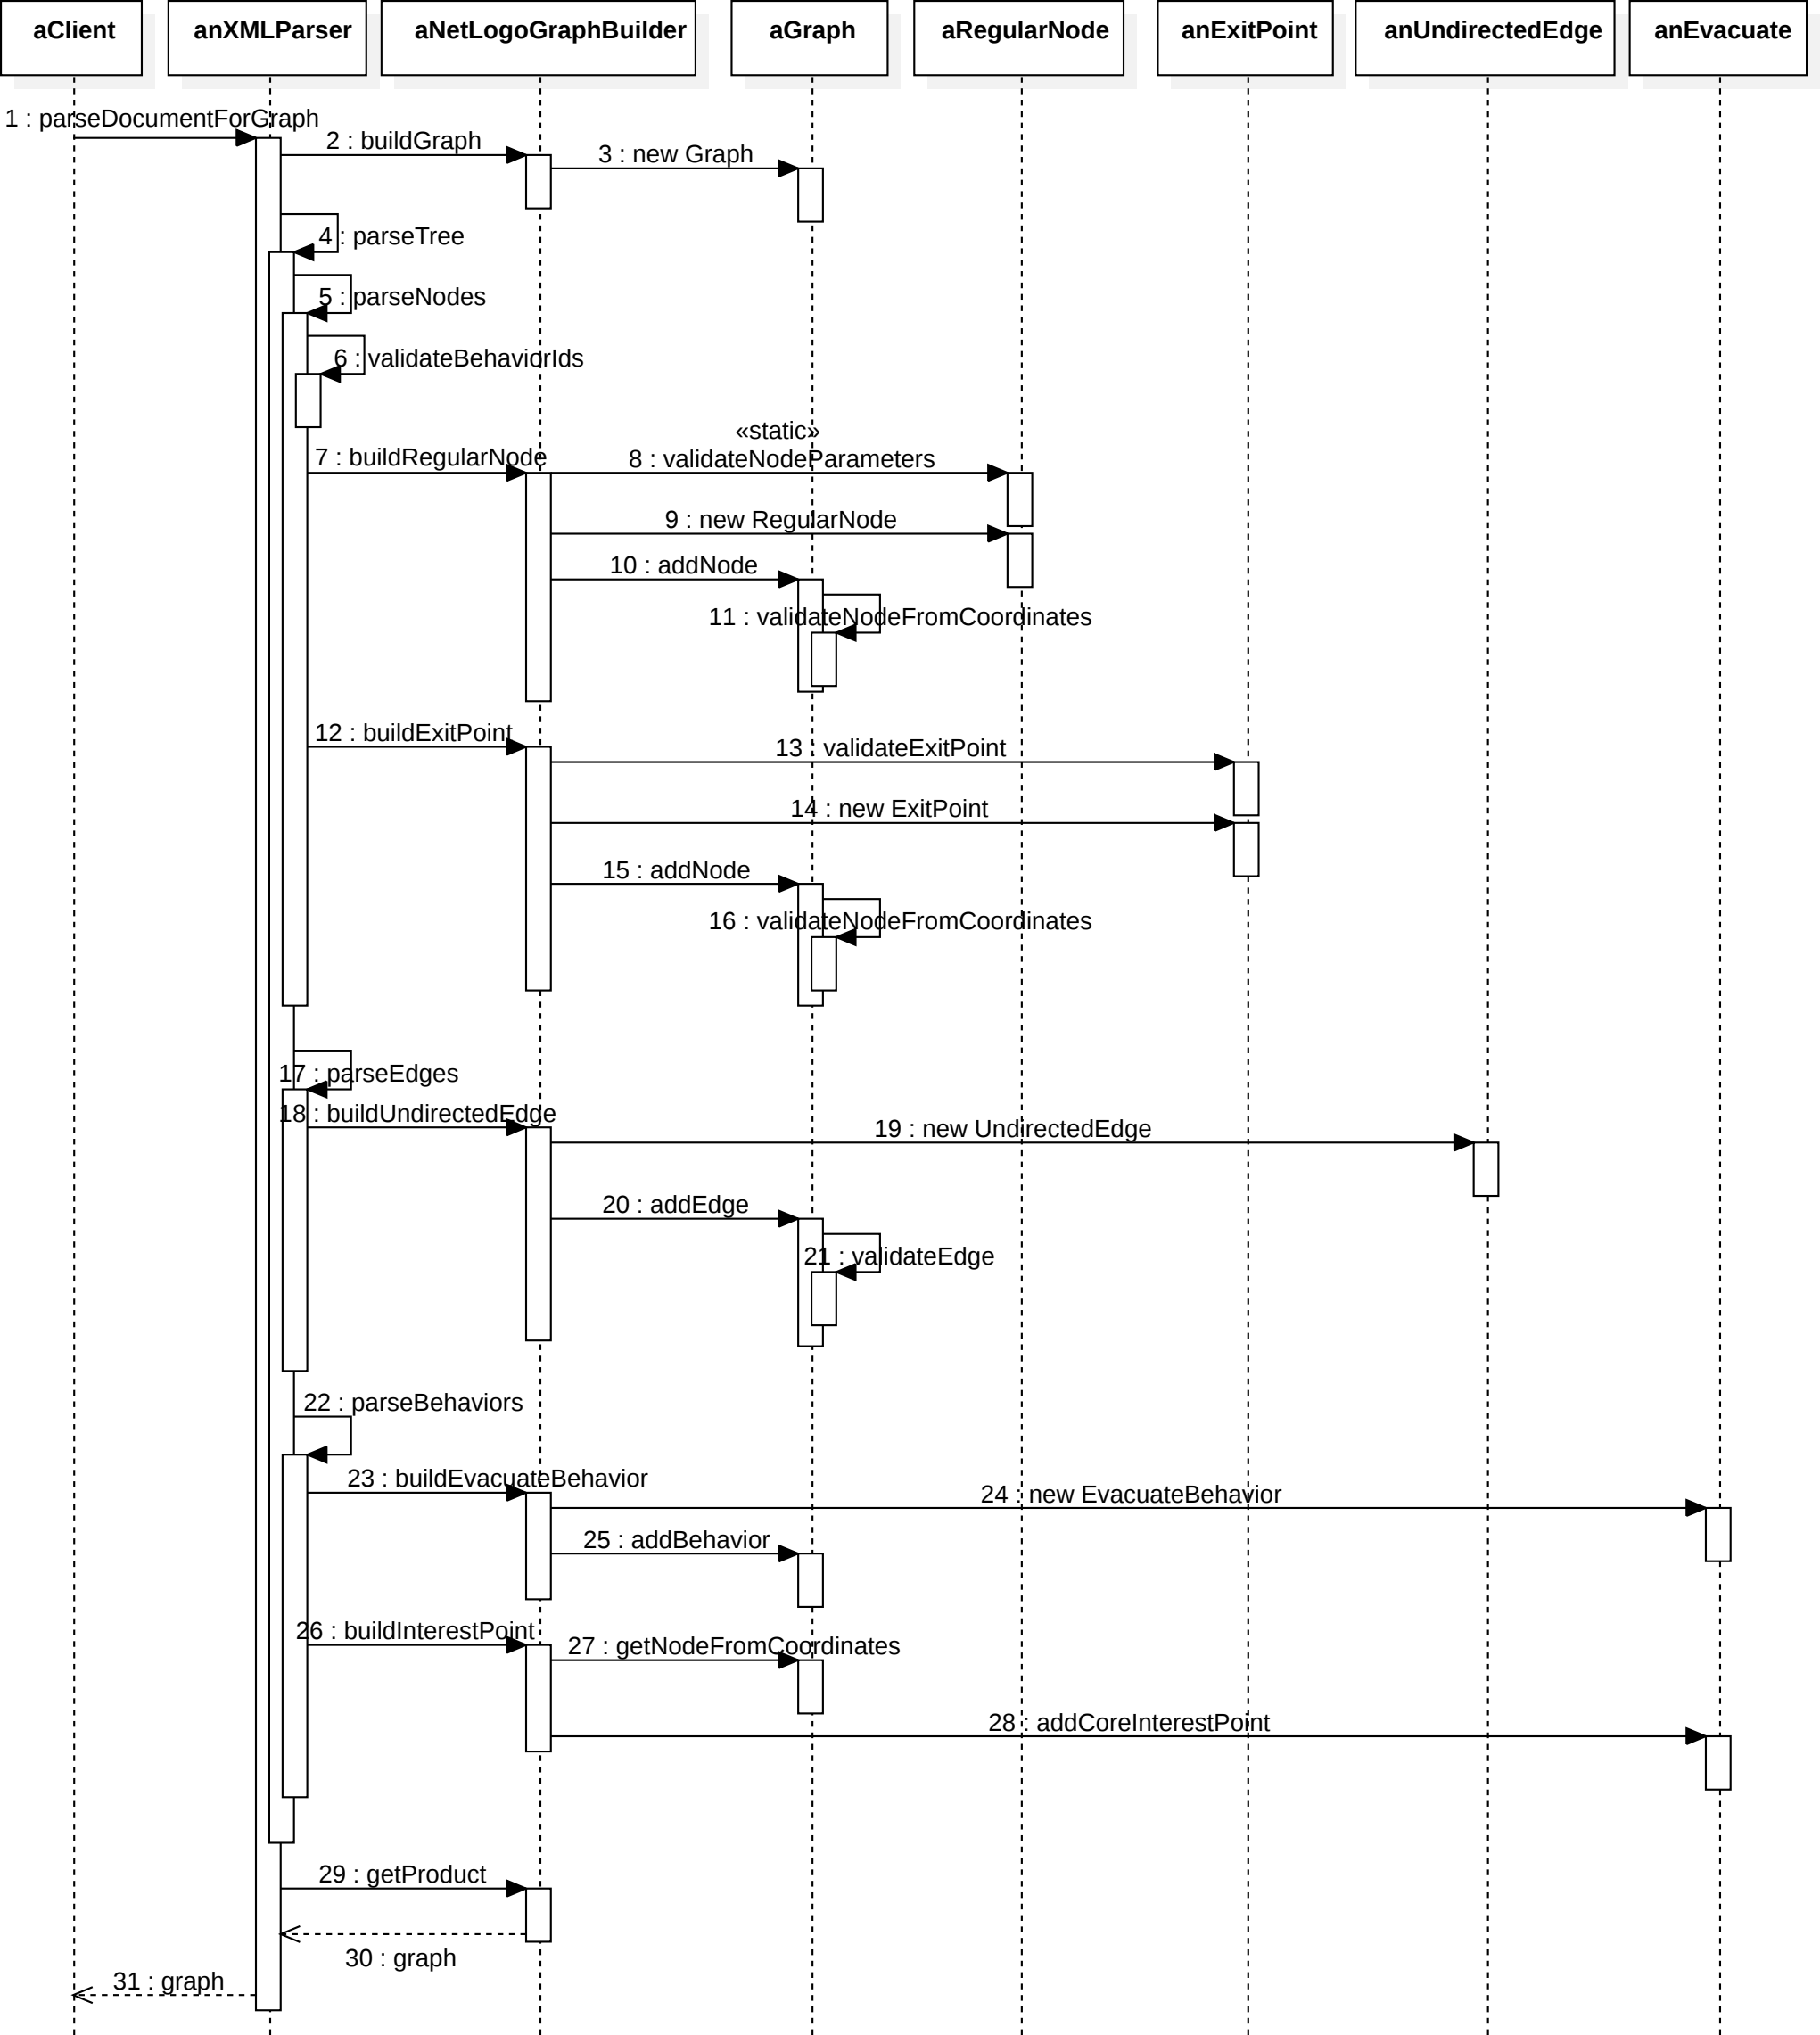 aClient
anXMLParser
aNetLogoGraphBuilder
aGraph
aRegularNode
anExitPoint
anUndirectedEdge
anEvacuate
1 : parseDocumentForGraph
2 : buildGraph
3 : new Graph
4 : parseTree
5 : parseNodes
6 : validateBehaviorIds
«static»
7 : buildRegularNode
8 : validateNodeParameters
9 : new RegularNode
10 : addNode
11 : validateNodeFromCoordinates
12 : buildExitPoint
13 : validateExitPoint
14 : new ExitPoint
15 : addNode
16 : validateNodeFromCoordinates
17 : parseEdges
18 : buildUndirectedEdge
19 : new UndirectedEdge
20 : addEdge
21 : validateEdge
22 : parseBehaviors
23 : buildEvacuateBehavior
24 : new EvacuateBehavior
25 : addBehavior
26 : buildInterestPoint
27 : getNodeFromCoordinates
28 : addCoreInterestPoint
29 : getProduct
30 : graph
31 : graph